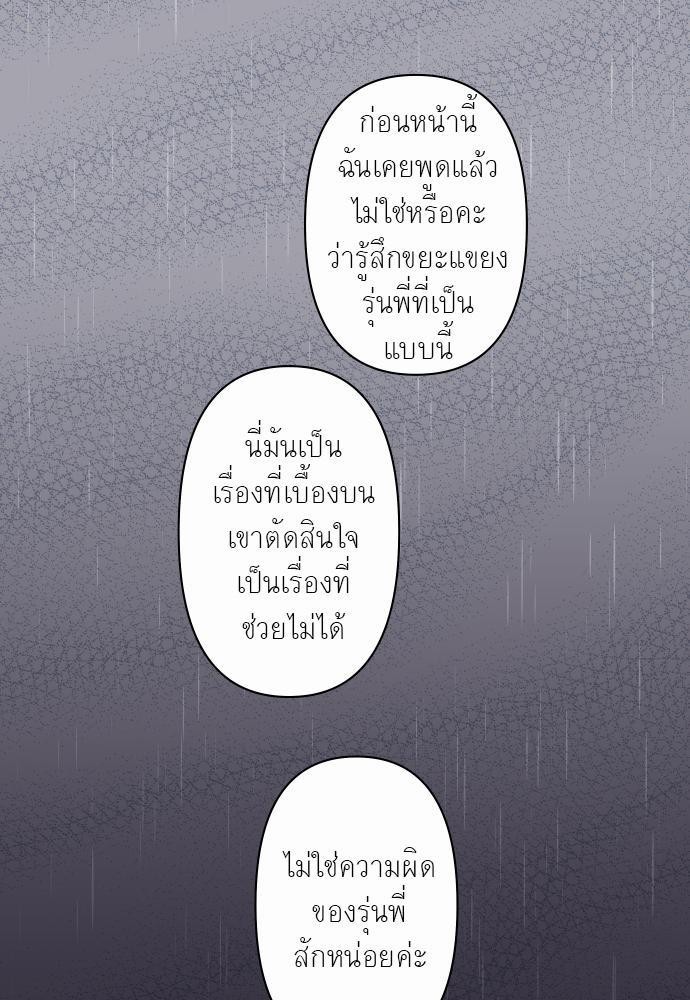 ก่อนหน้านี้
ฉันเคยพูดแล้ว
ไม่ใช่หรือคะ
ว่ารู้สึกขยะแขยง
รุ่นพี่ที่เป็น
แบบนี้
นี่มันเป็น
เรื่องที่เบื้องบน
เขาตัดสินใจ
เป็นเรื่องที่
ช่วยไม่ได้
ไม่ใช่ความผิด
ของรุ่นพี่
สักหน่อยค่ะ